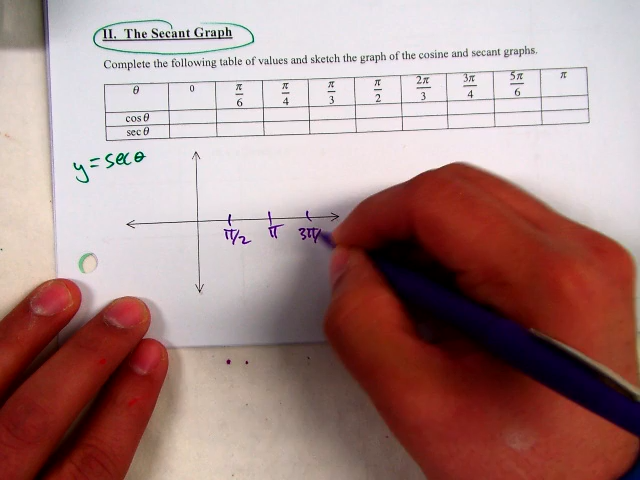 II. The Secant Graph
Complete the following table of values and sketch the graph of the cosine and secant graphs.
θ 0 π/6 π/4 π/3 π/2 2π/3 3π/4 5π/6 π
cos θ
sec θ
y = sec θ
π/2 π 3π/